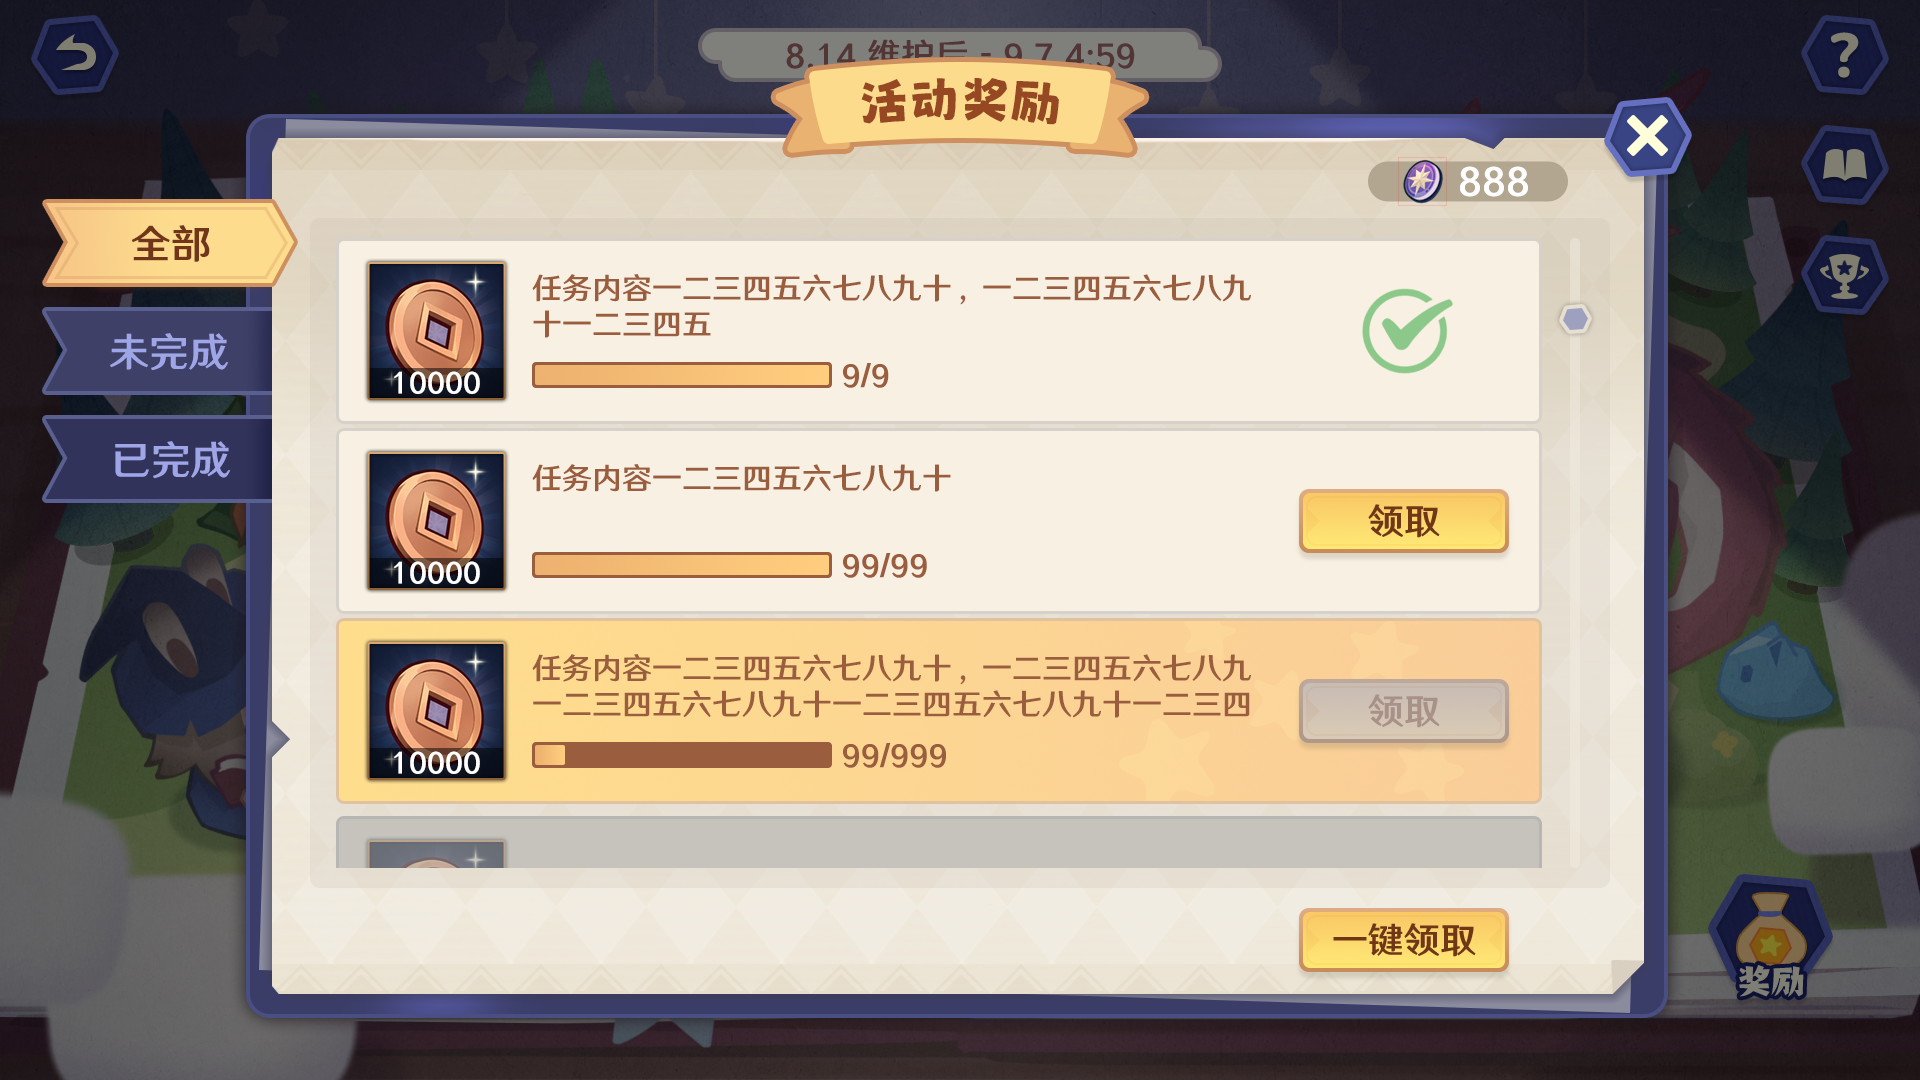 8.14 维护后 - 9.7 4:59
活动奖励
888
全部
未完成
已完成
任务内容一二三四五六七八九十，一二三四五六七八九
十一二三四五
10000
9/9
任务内容一二三四五六七八九十
10000
99/99
领取
任务内容一二三四五六七八九十，一二三四五六七八九
一二三四五六七八九十一二三四五六七八九十一二三四
10000
99/999
领取
一键领取
奖励